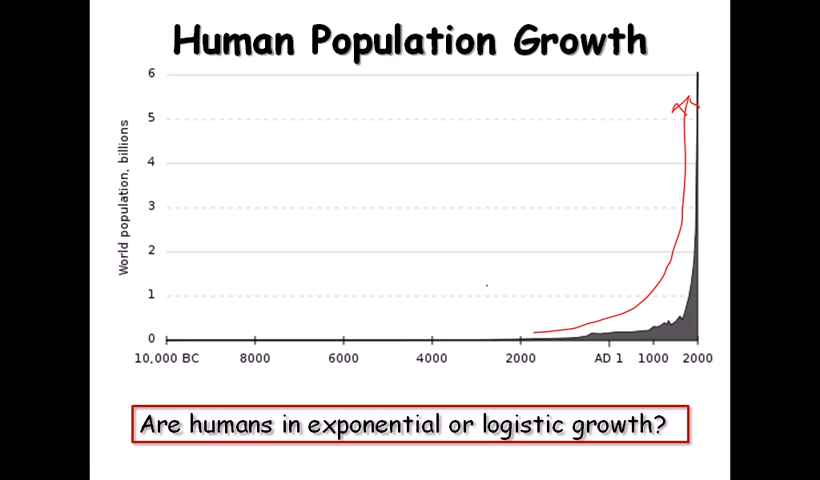 Human Population Growth
6
5
4
3
2
1
0
World population, billions
10,000 BC 8000 6000 4000 2000 AD 1 1000 2000
Are humans in exponential or logistic growth?